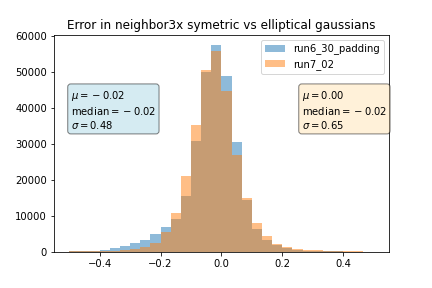 Error in neighbor3x symetric vs elliptical gaussians
60000
50000
40000
30000
20000
10000
0
−0.4
−0.2
0.0
0.2
0.4
run6_30_padding
run7_02
μ = −0.02
median = −0.02
σ = 0.48
μ = 0.00
median = −0.02
σ = 0.65